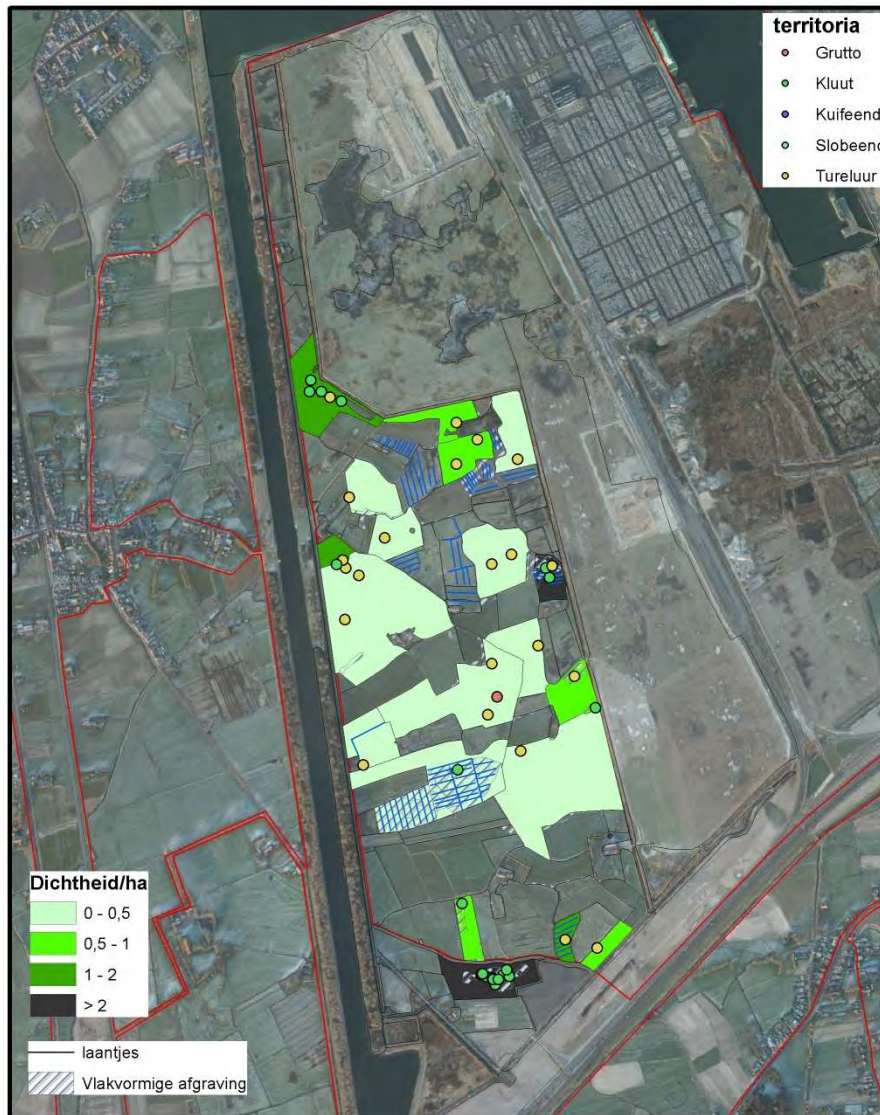 territoria
Grutto
Kluut
Kuifeend
Slobeend
Tureluur
Dichtheid/ha
0 - 0,5
0,5 - 1
1 - 2
> 2
laantjes
Vlakvormige afgraving